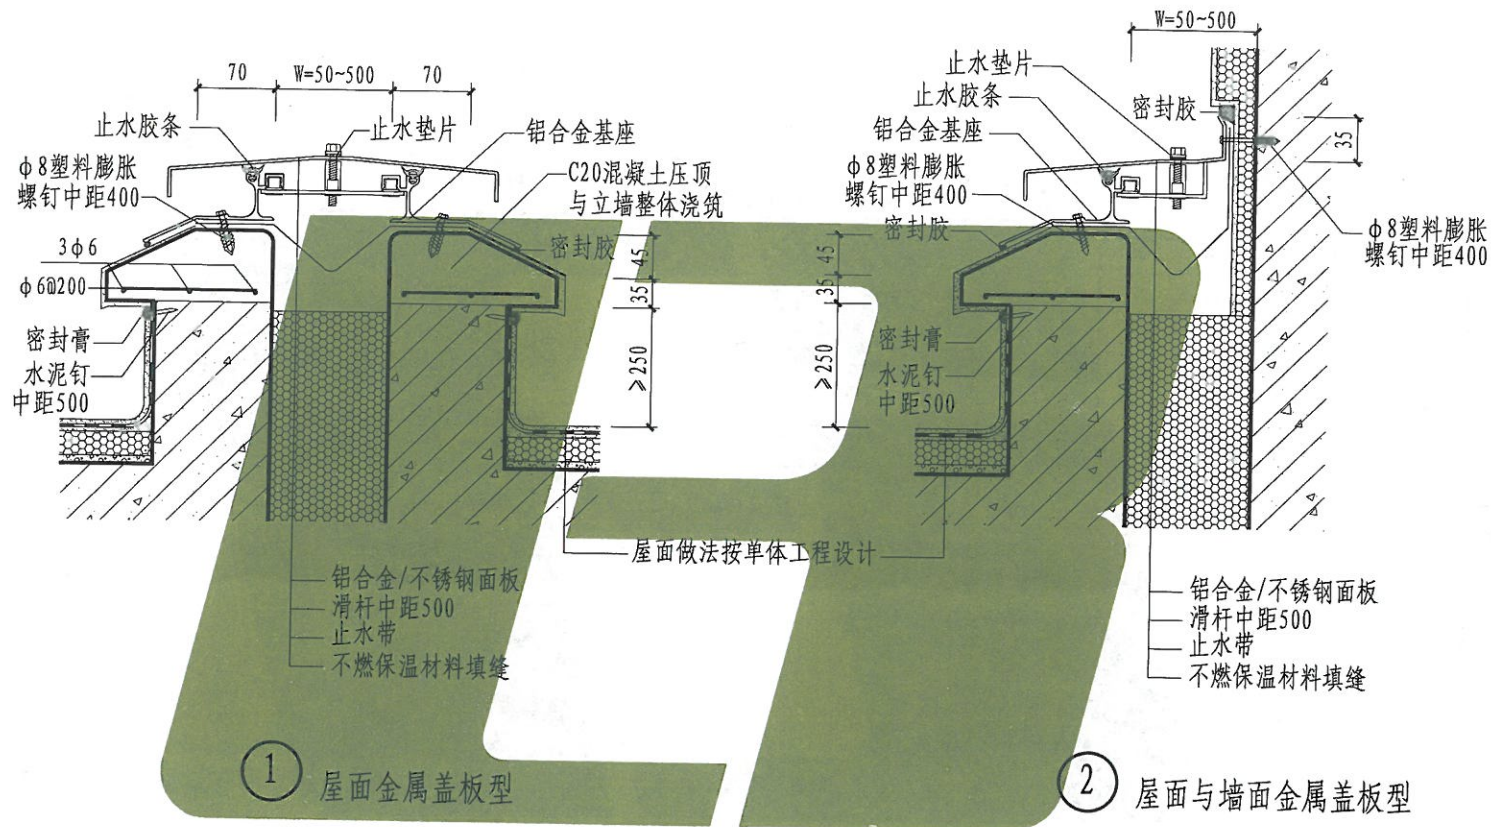 70
W=50~500
70
止水胶条
止水垫片
铝合金基座
φ8塑料膨胀
螺钉中距400
C20混凝土压顶
与立墙整体浇筑
3φ6
φ6@200
密封胶
45
35
≥250
密封膏
水泥钉
中距500
屋面做法按单体工程设计
铝合金/不锈钢面板
滑杆中距500
止水带
不燃保温材料填缝
1
屋面金属盖板型
W=50~500
止水垫片
止水胶条
密封胶
铝合金基座
35
φ8塑料膨胀
螺钉中距400
密封胶
φ8塑料膨胀
螺钉中距400
45
35
≥250
密封膏
水泥钉
中距500
铝合金/不锈钢面板
滑杆中距500
止水带
不燃保温材料填缝
2
屋面与墙面金属盖板型